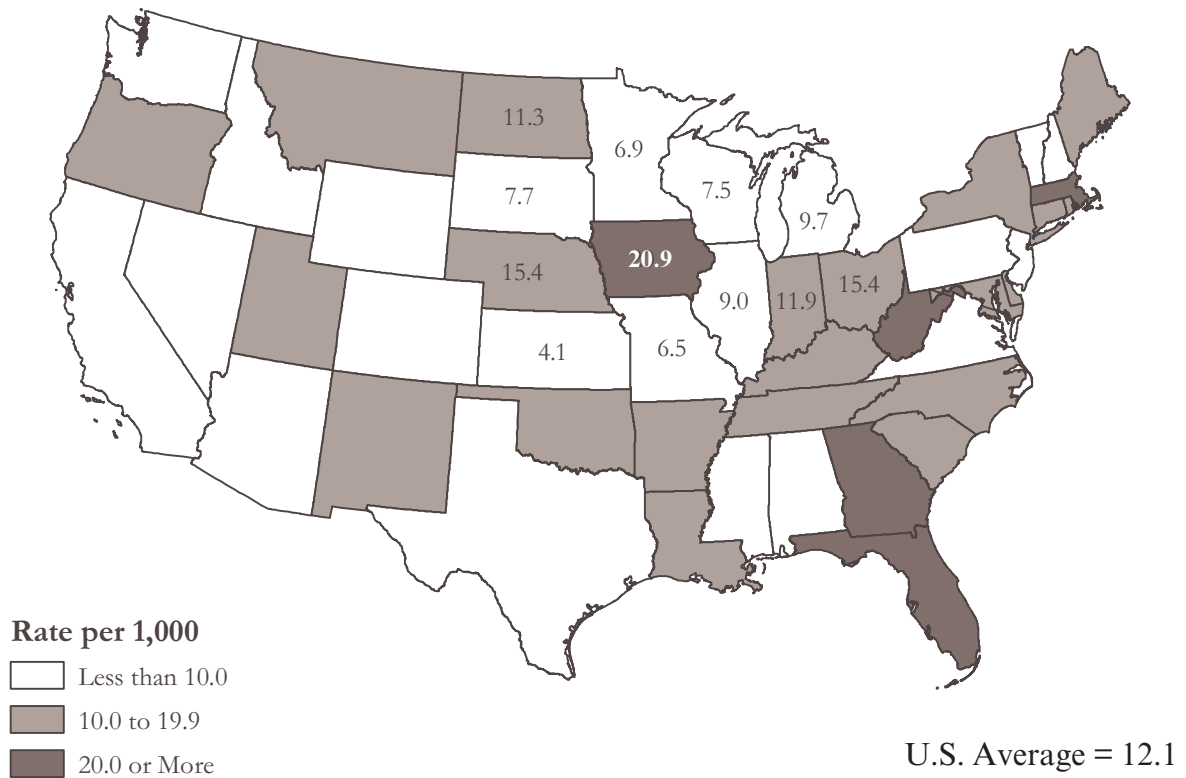 11.3
6.9
7.5
7.7
9.7
20.9
15.4
15.4
9.0
11.9
4.1
6.5
Rate per 1,000
Less than 10.0
10.0 to 19.9
20.0 or More
U.S. Average = 12.1